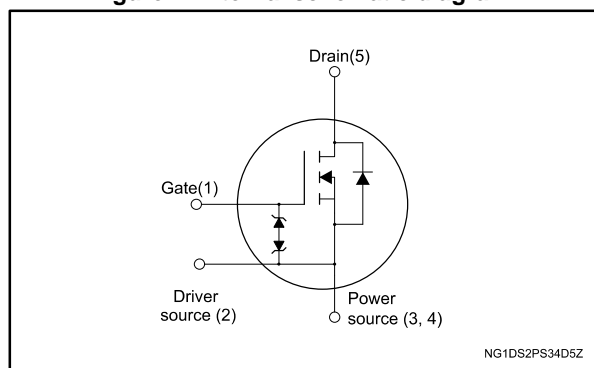 Drain(5)
Gate(1)
Driver
source (2)
Power
source (3, 4)
NG1DS2PS34D5Z